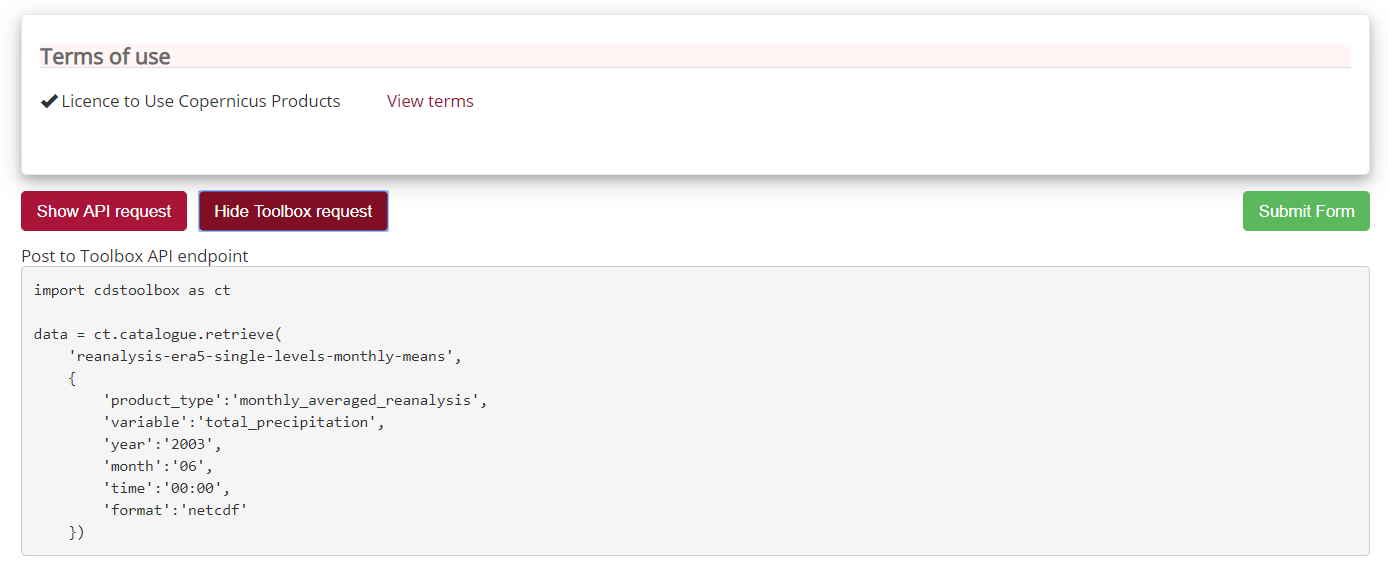 Terms of use
Licence to Use Copernicus Products View terms
Show API request Hide Toolbox request Submit Form
Post to Toolbox API endpoint
import cdstoolbox as ct
data = ct.catalogue.retrieve(
    'reanalysis-era5-single-levels-monthly-means',
    {
        'product_type':'monthly_averaged_reanalysis',
        'variable':'total_precipitation',
        'year':'2003',
        'month':'06',
        'time':'00:00',
        'format':'netcdf'
    })